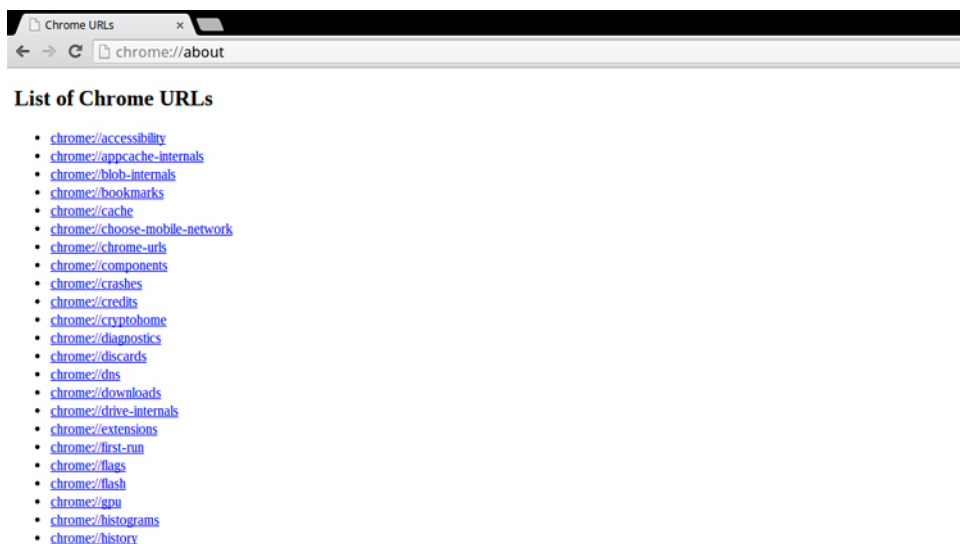 Chrome URLs
chrome://about
List of Chrome URLs
chrome://accessibility
chrome://appcache-internals
chrome://blob-internals
chrome://bookmarks
chrome://cache
chrome://choose-mobile-network
chrome://chrome-urls
chrome://components
chrome://crashes
chrome://credits
chrome://cryptohome
chrome://diagnostics
chrome://discards
chrome://dns
chrome://downloads
chrome://drive-internals
chrome://extensions
chrome://first-run
chrome://flags
chrome://flash
chrome://gpu
chrome://histograms
chrome://history